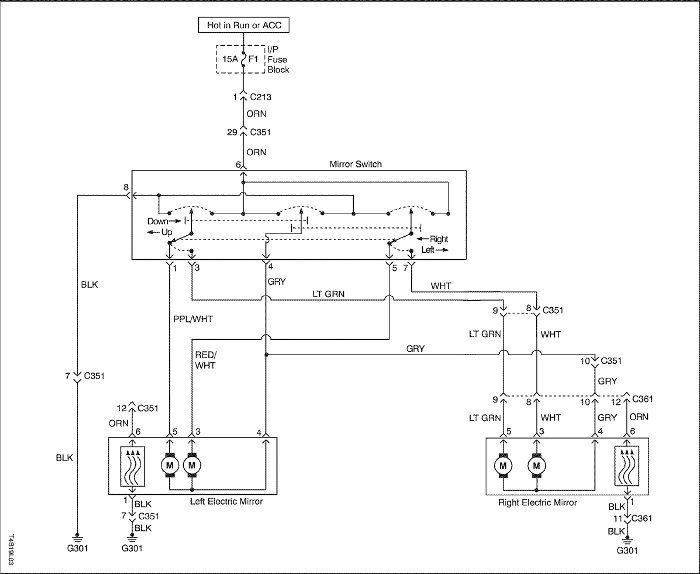 Hot in Run or ACC
15A F1 I/P
Fuse
Block
1 C213
ORN
29 C351
ORN
6 Mirror Switch
8
Down
Up
Right
Left
1 3 4 5 7
GRY
WHT
BLK
LT GRN
PPL/WHT
9 8 C351
LT GRN WHT
RED/
WHT
GRY
10 C351
GRY
7 C351
9 8 10 12 C361
12 C351
ORN
LT GRN WHT GRY ORN
6 5 3 4
5 3 4 6
M M
M M
BLK
Left Electric Mirror
Right Electric Mirror
1 BLK
7 C351
BLK
1
BLK
11 C361
BLK
G301 G301
G301
T4B19L03